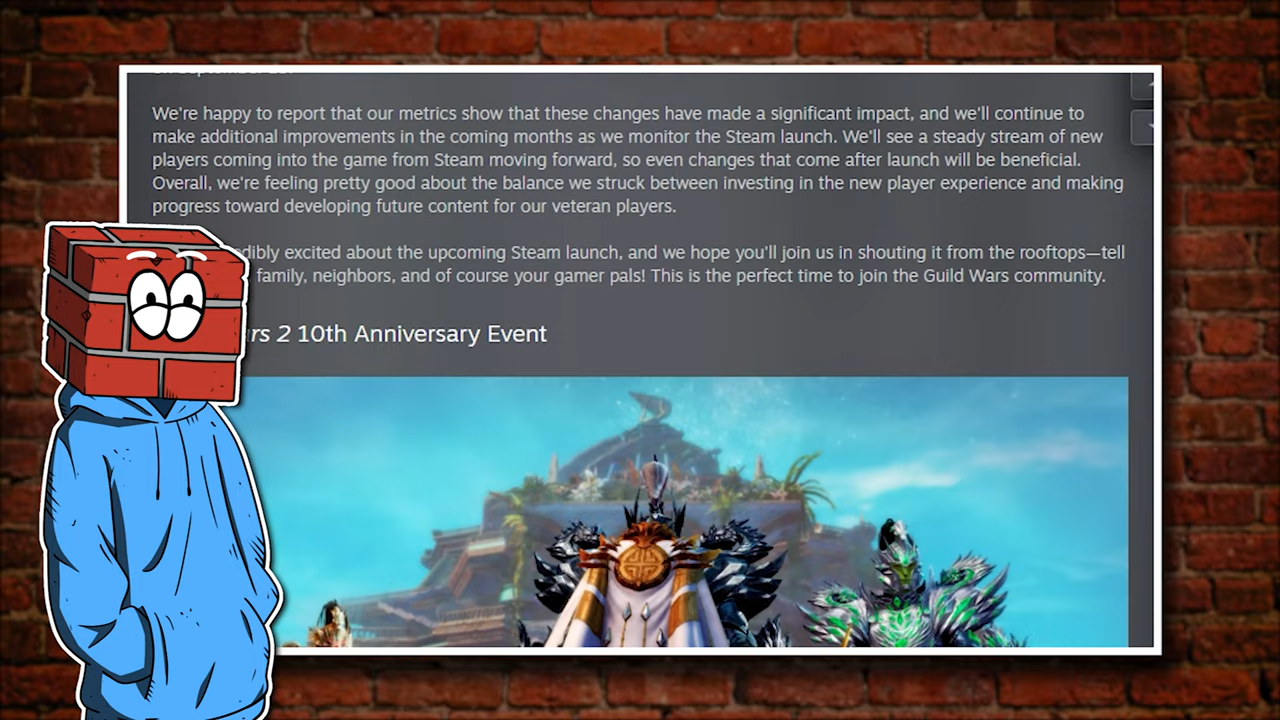 We're happy to report that our metrics show that these changes have made a significant impact, and we'll continue to
make additional improvements in the coming months as we monitor the Steam launch. We'll see a steady stream of new
players coming into the game from Steam moving forward, so even changes that come after launch will be beneficial.
Overall, we're feeling pretty good about the balance we struck between investing in the new player experience and making
progress toward developing future content for our veteran players.
dibly excited about the upcoming Steam launch, and we hope you'll join us in shouting it from the rooftops—tell
family, neighbors, and of course your gamer pals! This is the perfect time to join the Guild Wars community.
rs 2 10th Anniversary Event